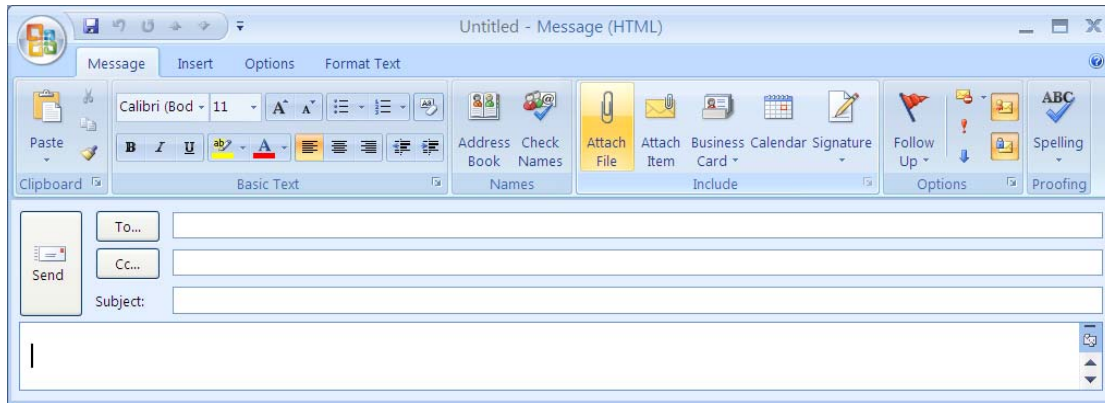 Untitled - Message (HTML)
Message Insert Options Format Text
Calibri (Bod 11 A A ABC
Paste B I U ab A Address Check Attach Attach Business Calendar Signature Follow Spelling
Book Names File Item Card Up
Clipboard Basic Text Names Include Options Proofing
To...
Send Cc...
Subject: